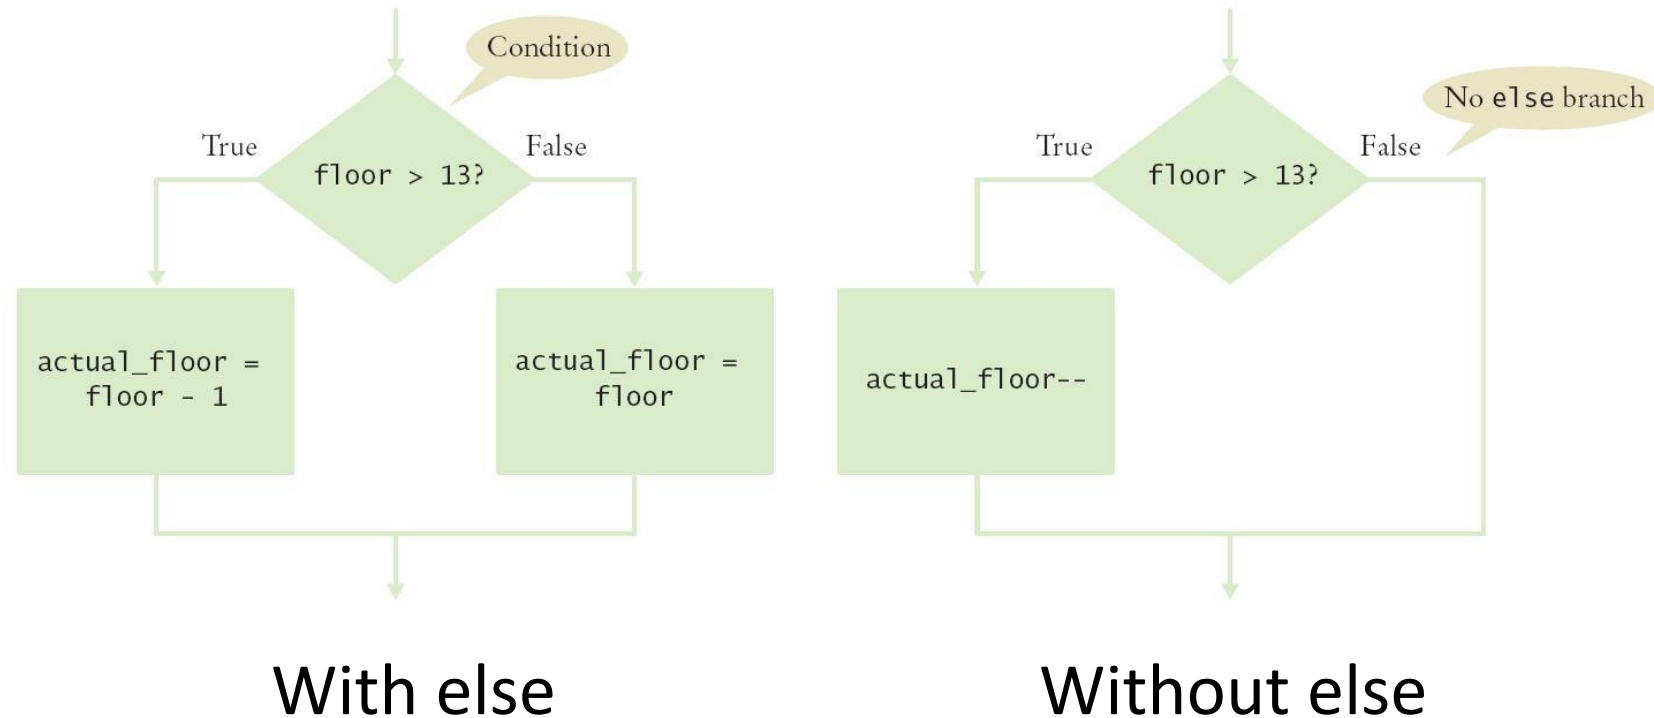 Condition
True
False
floor > 13?
actual_floor =
floor - 1
actual_floor =
floor
With else
No else branch
True
False
floor > 13?
actual_floor--
Without else